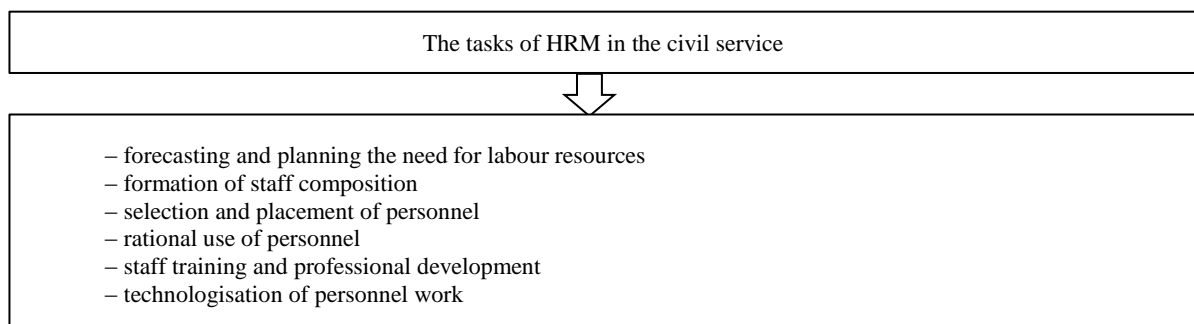 The tasks of HRM in the civil service
– forecasting and planning the need for labour resources
– formation of staff composition
– selection and placement of personnel
– rational use of personnel
– staff training and professional development
– technologisation of personnel work